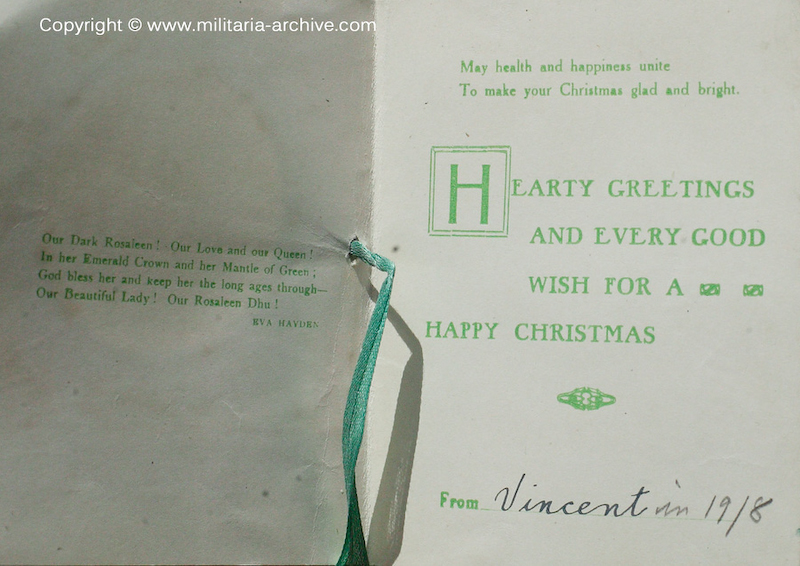 Copyright © www.militaria-archive.com
Our Dark Rosaleen! Our Love and our Queen!
In her Emerald Crown and her Mantle of Green;
God bless her and keep her the long ages through—
Our Beautiful Lady! Our Rosaleen Dhu!
EVA HAYDEN
May health and happiness unite
To make your Christmas glad and bright.
HEARTY GREETINGS
AND EVERY GOOD
WISH FOR A
HAPPY CHRISTMAS
From Vincent in 1918